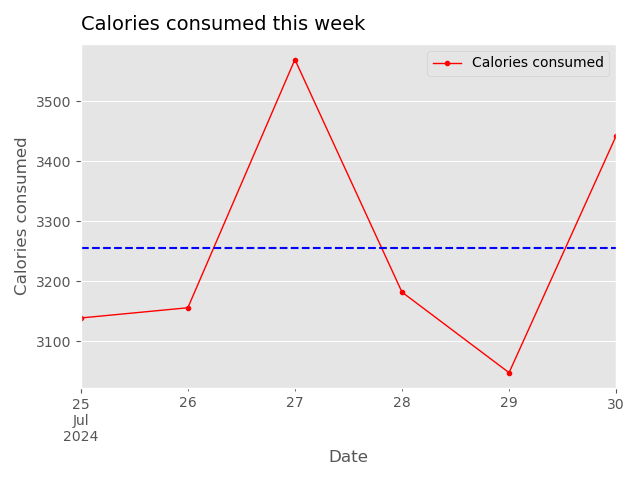 Calories consumed this week
Calories consumed
3500
3400
3300
3200
3100
Calories consumed
25
Jul
2024
26
27
28
29
30
Date